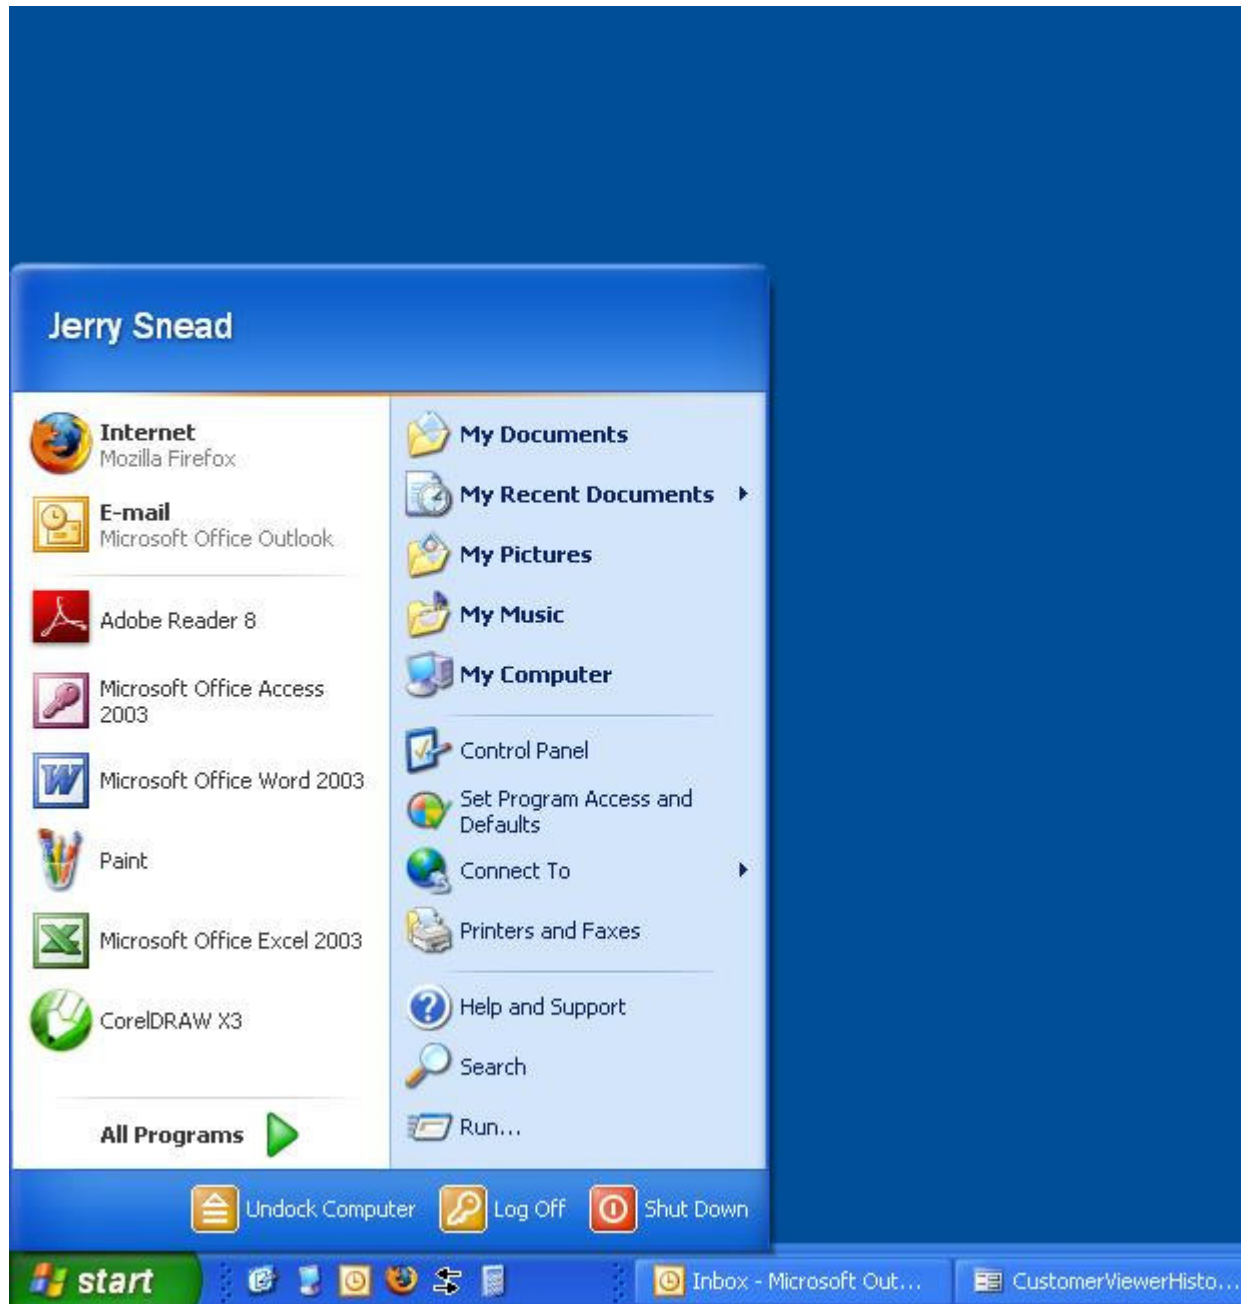 Jerry Snead
Internet
Mozilla Firefox
E-mail
Microsoft Office Outlook
Adobe Reader 8
Microsoft Office Access
2003
Microsoft Office Word 2003
Paint
Microsoft Office Excel 2003
CorelDRAW X3
All Programs
My Documents
My Recent Documents
My Pictures
My Music
My Computer
Control Panel
Set Program Access and
Defaults
Connect To
Printers and Faxes
Help and Support
Search
Run...
Undock Computer
Log Off
Shut Down
start
Inbox - Microsoft Out...
CustomerViewerHisto...